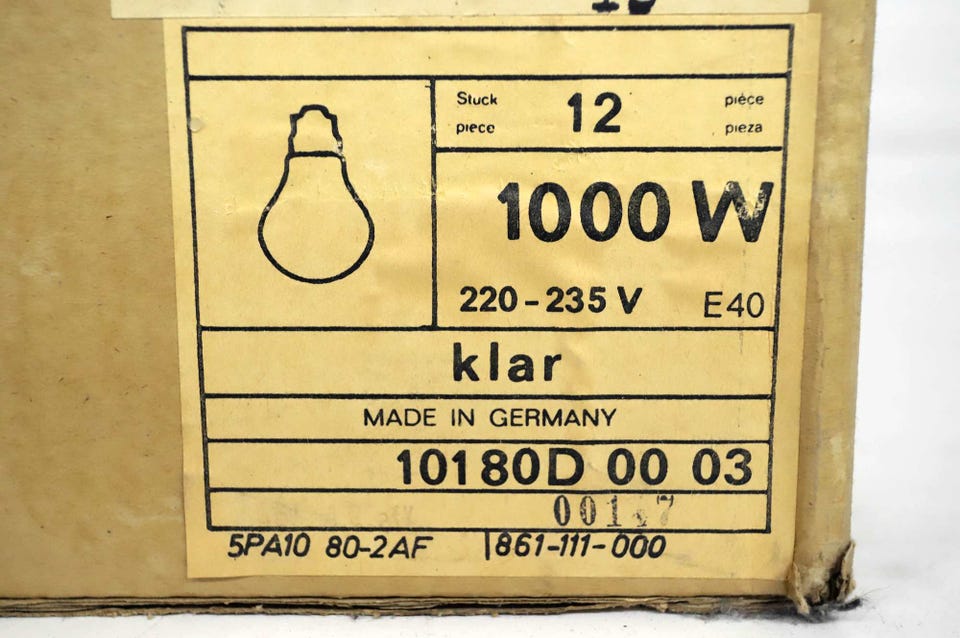 Stuck 12 pièce
piece pieza
1000 W
220-235 V E40
klar
MADE IN GERMANY
10180D 00 03
5PA10 80-2AF |861-111-000